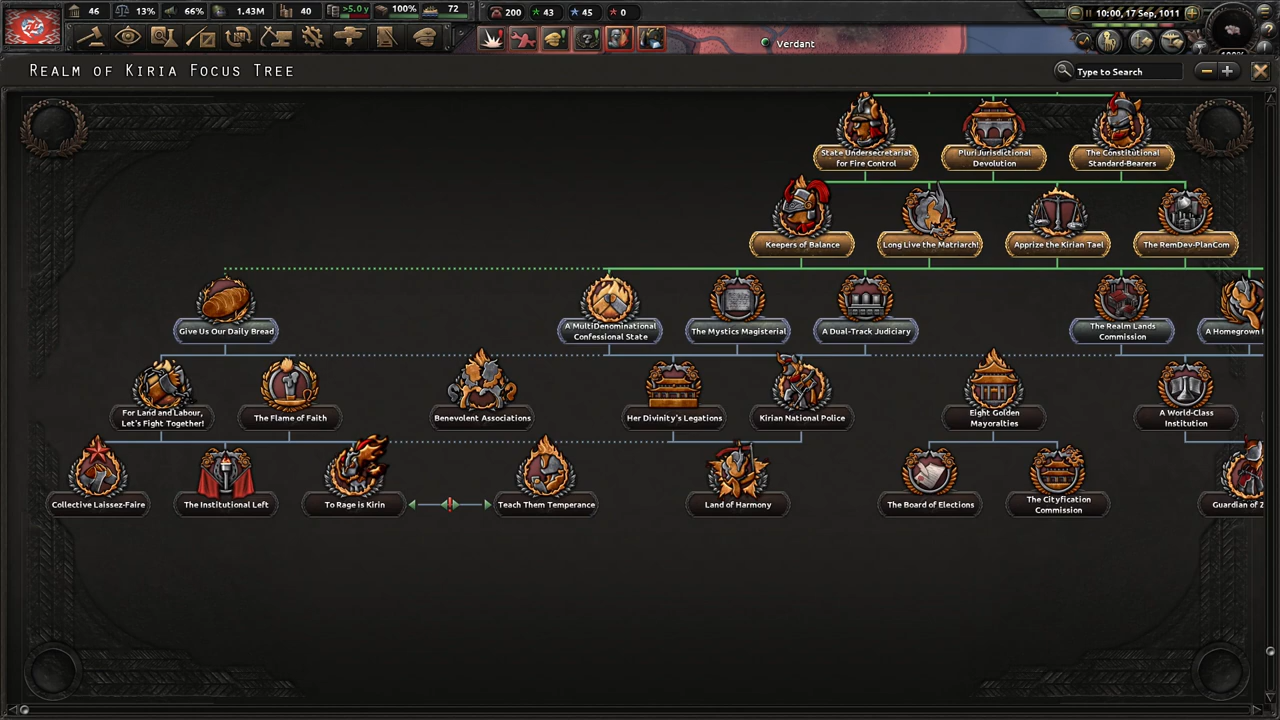 46 13% 66% 1.43M 40 >5.0 y 100% 72 200 43 45 0 10:00, 17 Sep, 1011
Verdant
100%
Realm of Kiria Focus Tree
Type to Search
State Undersecretariat
for Fire Control
PluriJurisdictional
Devolution
The Constitutional
Standard-Bearers
Keepers of Balance
Long Live the Matriarch!
Apprize the Kirian Tael
The RemDev-PlanCom
Give Us Our Daily Bread
A MultiDenominational
Confessional State
The Mystics Magisterial
A Dual-Track Judiciary
The Realm Lands
Commission
A Homegrown
For Land and Labour,
Let's Fight Together!
The Flame of Faith
Benevolent Associations
Her Divinity's Legations
Kirian National Police
Eight Golden
Mayoralties
A World-Class
Institution
Collective Laissez-Faire
The Institutional Left
To Rage is Kirin
Teach Them Temperance
Land of Harmony
The Board of Elections
The Cityfication
Commission
Guardian of Z